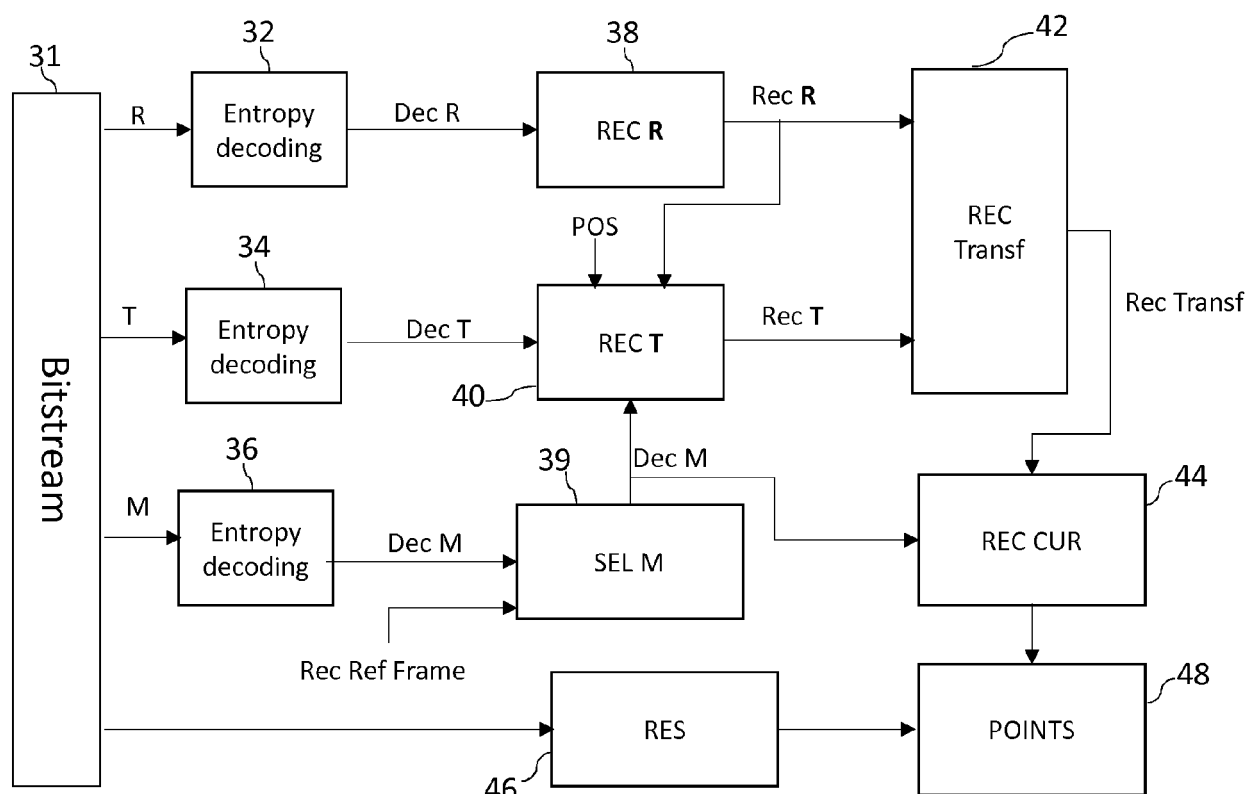 31
32
38
42
R
Entropy
decoding
Dec R
REC R
Rec R
REC
Transf
POS
34
T
Entropy
decoding
Dec T
REC T
Rec T
Rec Transf
40
Bitstream
36
M
Entropy
decoding
Dec M
39
Dec M
SEL M
44
REC CUR
Rec Ref Frame
48
RES
POINTS
46